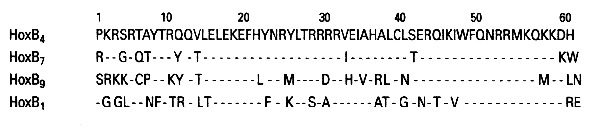 1 10 20 30 40 50 60
HoxB4 PKRSRTAYTRQQVLELEKEFHYNRYLTRRRRVEIAHALCLSERQIKIWFQNRRMKQKKDH
HoxB7 R--G-QT---Y-T------------------I--------T-----------------KW
HoxB9 SRKK-CP--KY-T-------L--M----D--H-V-RL-N----------------M--LN
HoxB1 -GGL--NF-TR-LT-------F-K--S-A------AT-G-N-T-V-------------RE